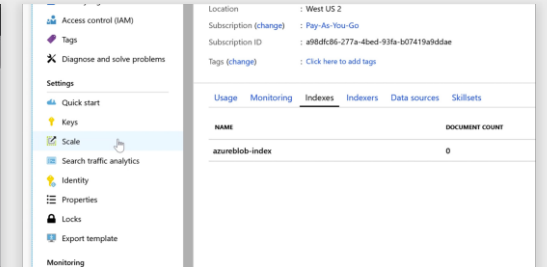 Access control (IAM)
Tags
Diagnose and solve problems
Settings
Quick start
Keys
Scale
Search traffic analytics
Identity
Properties
Locks
Export template
Monitoring
Location : West US 2
Subscription (change) : Pay-As-You-Go
Subscription ID : a98dfc86-277a-4bed-93fa-b07419a9ddae
Tags (change) : Click here to add tags
Usage Monitoring Indexes Indexers Data sources Skillsets
NAME DOCUMENT COUNT
azureblob-index 0